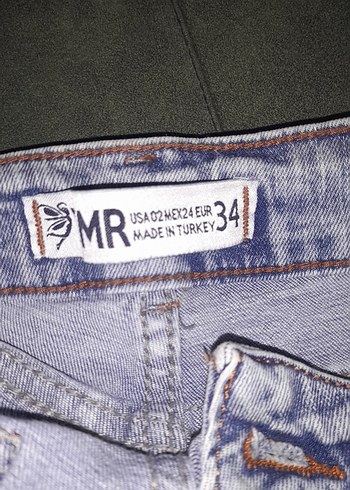 MR USA 02 MEX 24 EUR 34
MADE IN TURKEY